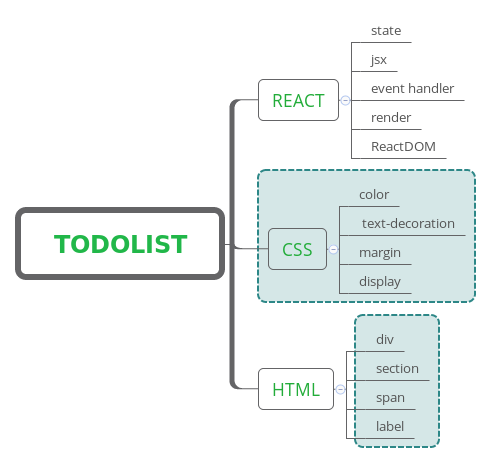 TODOLIST
REACT
state
jsx
event handler
render
ReactDOM
CSS
color
text-decoration
margin
display
HTML
div
section
span
label